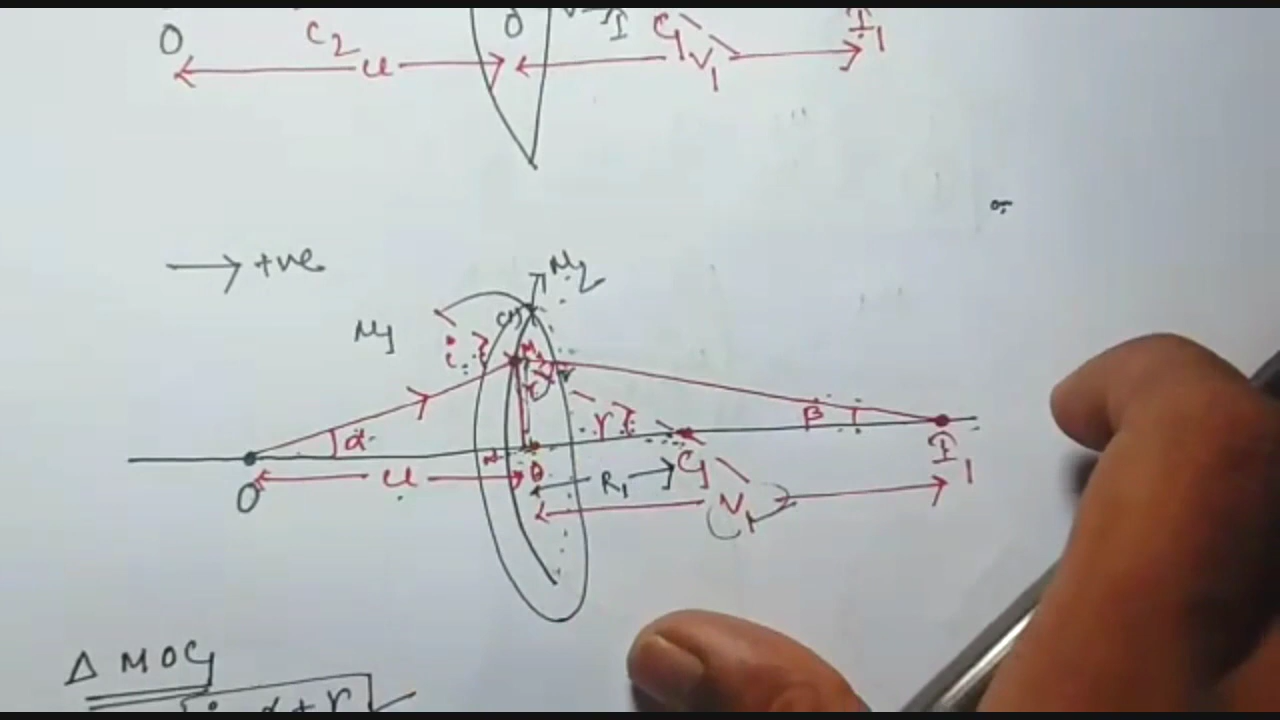 O C₂ u O I C₁ V₁ I₁
→ +ve
μ₂
μ₁
i M r
α γ β
N O
O u R₁ C₁ I₁
V₁
Δ MOC₁
i = α + γ